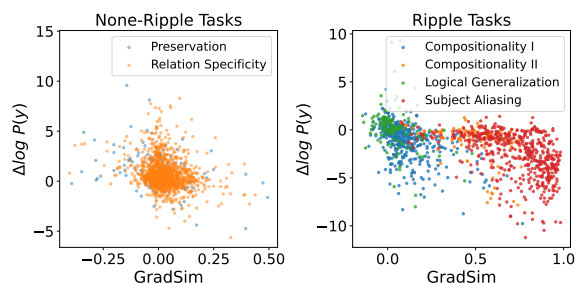 None-Ripple Tasks
15
10
5
0
−5
Δlog P(y)
−0.25
0.00
0.25
0.50
GradSim
Preservation
Relation Specificity
Ripple Tasks
10
5
0
−5
−10
Δlog P(y)
0.0
0.5
1.0
GradSim
Compositionality I
Compositionality II
Logical Generalization
Subject Aliasing